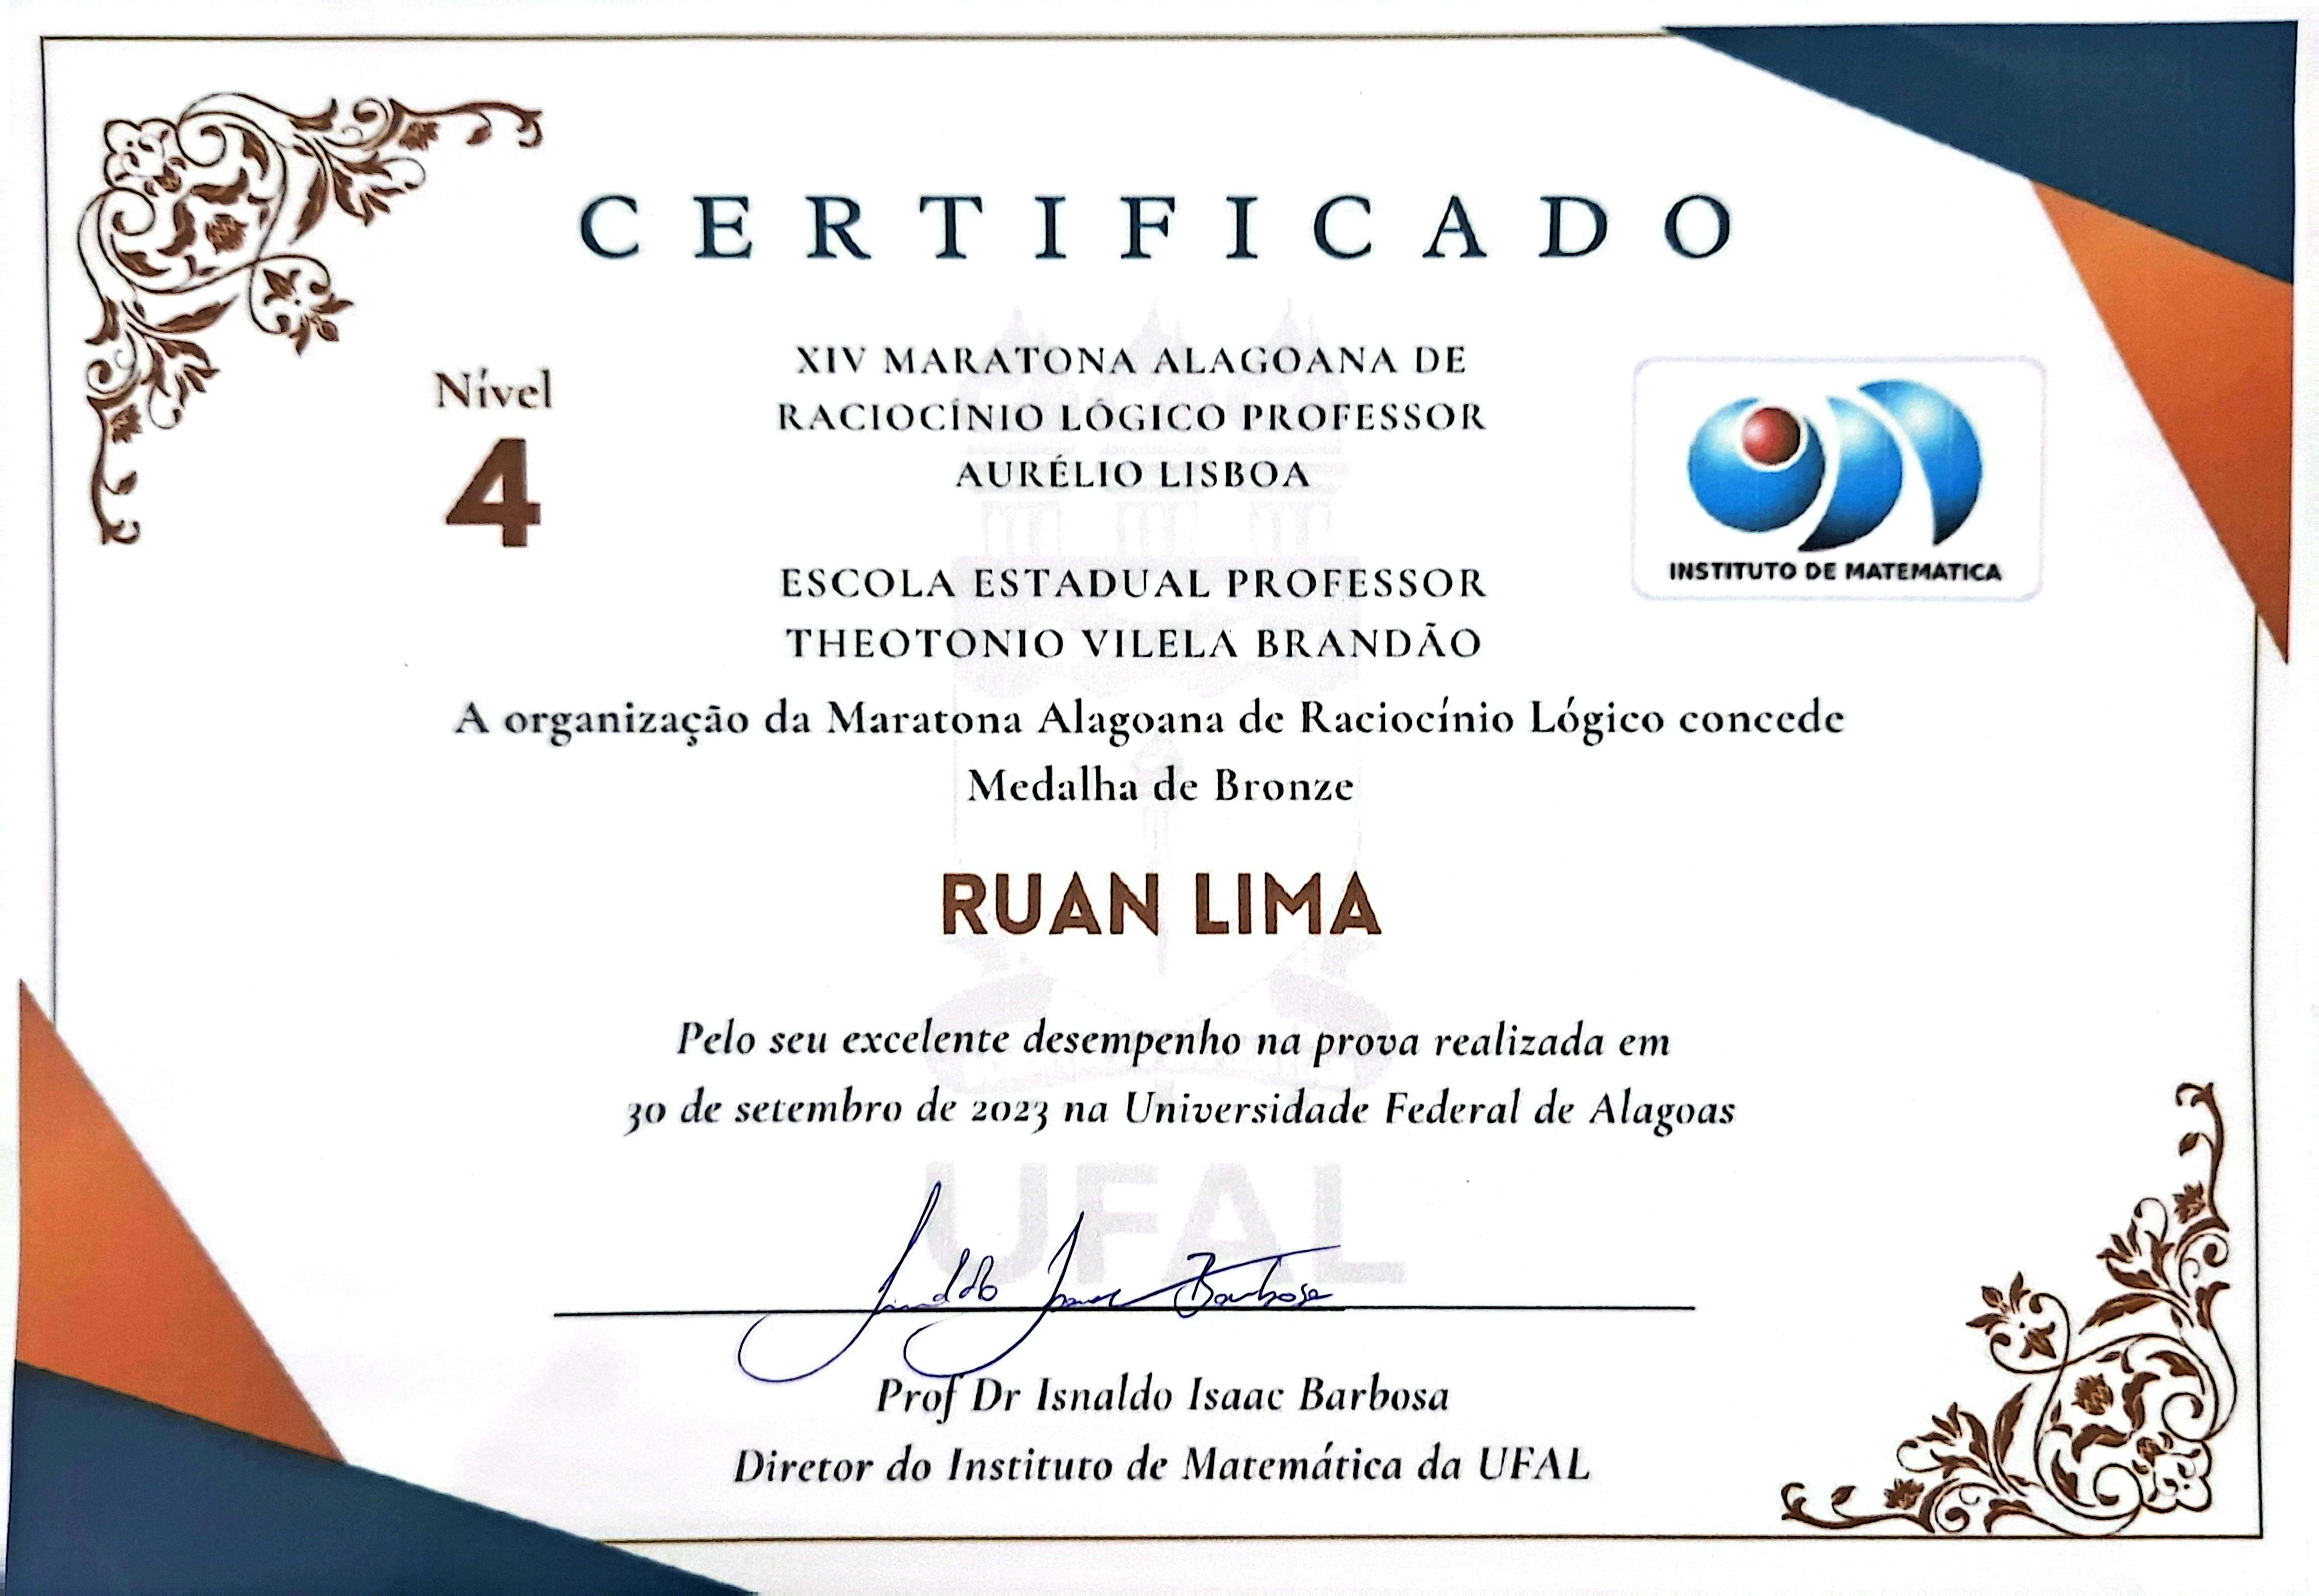 CERTIFICADO
Nível
4
XIV MARATONA ALAGOANA DE
RACIOCÍNIO LÓGICO PROFESSOR
AURÉLIO LISBOA
INSTITUTO DE MATEMATICA
ESCOLA ESTADUAL PROFESSOR
THEOTONIO VILELA BRANDÃO
A organização da Maratona Alagoana de Raciocínio Lógico concede
Medalha de Bronze
RUAN LIMA
Pelo seu excelente desempenho na prova realizada em
30 de setembro de 2023 na Universidade Federal de Alagoas
UFAL
Isnaldo Isaac Barbosa
Prof Dr Isnaldo Isaac Barbosa
Diretor do Instituto de Matemática da UFAL